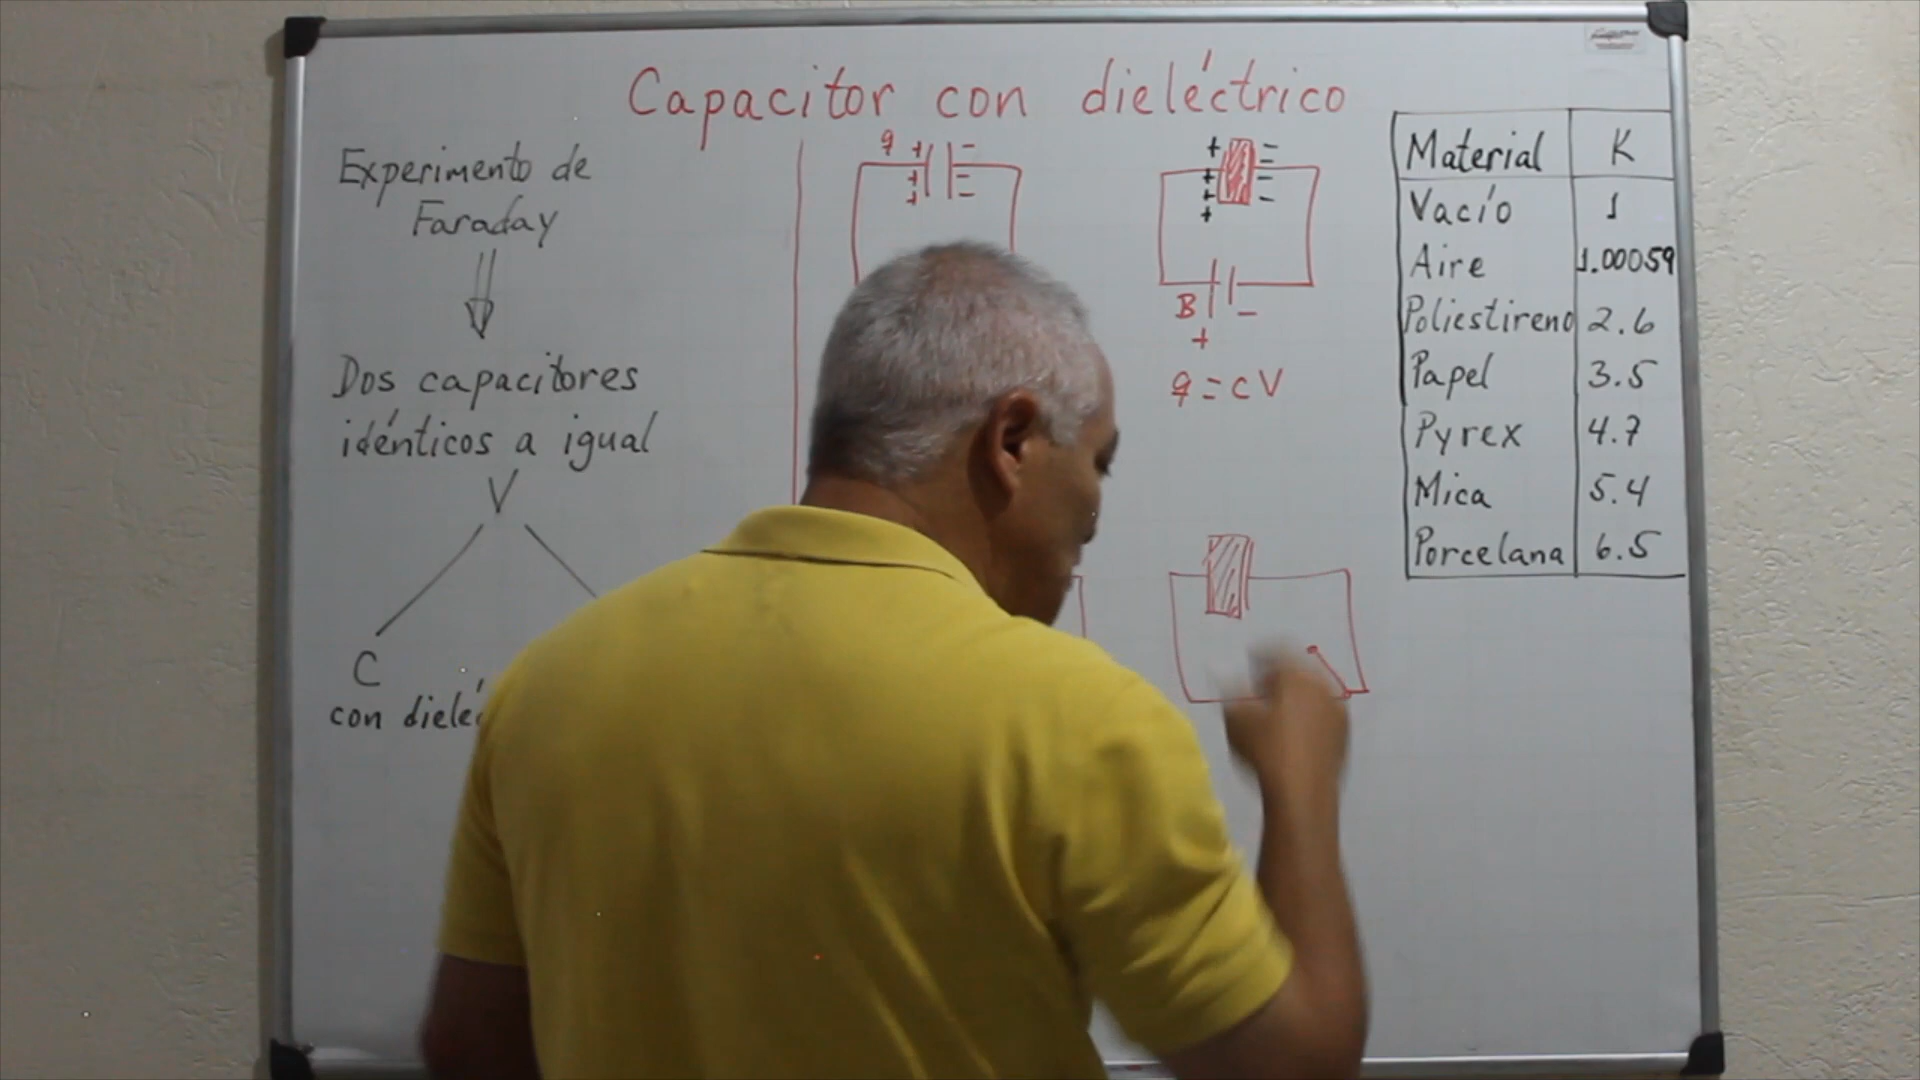 Capacitor con dieléctrico
Experimento de
Faraday
Dos capacitores
idénticos a igual
V
C
con
q + -
+ -
+ -
+ -
+ -
+ -
+ -
B -
+
q = cV
Material K
Vacío 1
Aire 1.00059
Poliestireno 2.6
Papel 3.5
Pyrex 4.7
Mica 5.4
Porcelana 6.5